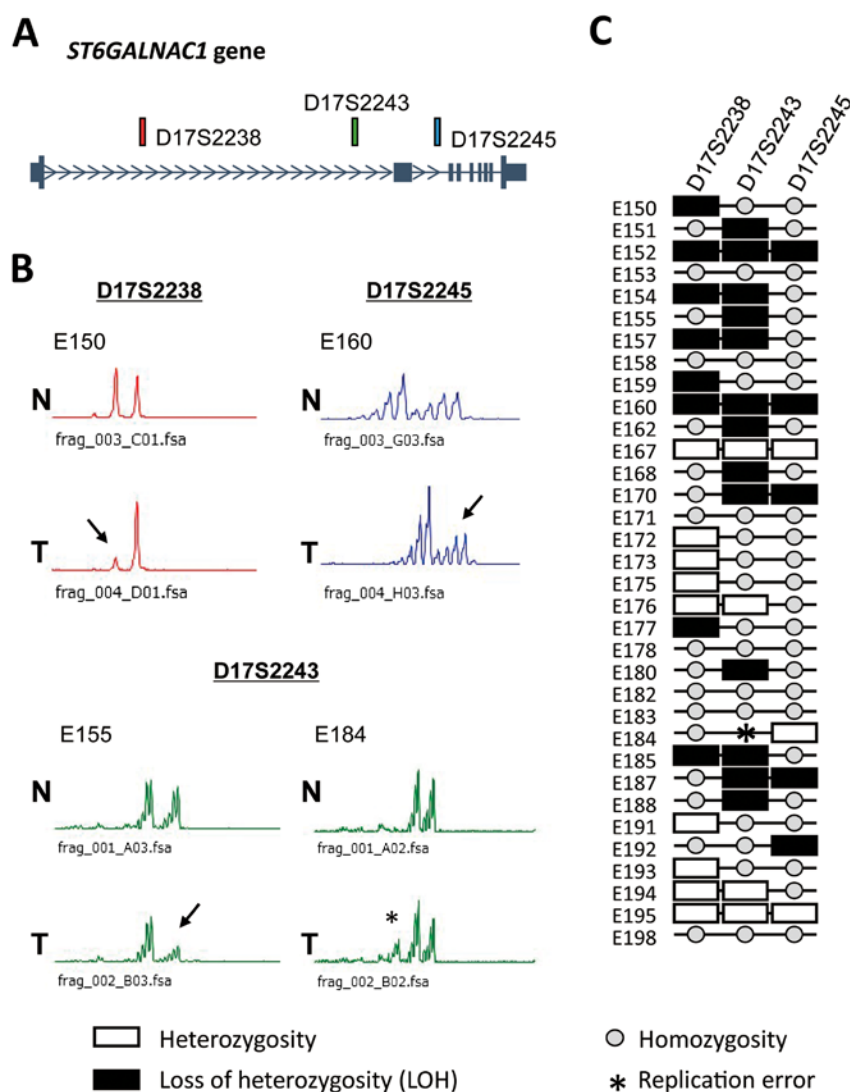 A
ST6GALNAC1 gene
D17S2243
D17S2238
D17S2245
B
D17S2238
D17S2245
E150
E160
N
frag_003_C01.fsa
frag_003_G03.fsa
T
frag_004_D01.fsa
frag_004_H03.fsa
D17S2243
E155
E184
N
N
frag_001_A03.fsa
frag_001_A02.fsa
*
T
T
frag_002_B03.fsa
frag_002_B02.fsa
C
D17S2238
D17S2243
D17S2245
E150
E151
E152
E153
E154
E155
E157
E158
E159
E160
E162
E167
E168
E170
E171
E172
E173
E175
E176
E177
E178
E180
E182
E183
E184 *
E185
E187
E188
E191
E192
E193
E194
E195
E198
Heterozygosity
Homozygosity
Loss of heterozygosity (LOH)
* Replication error